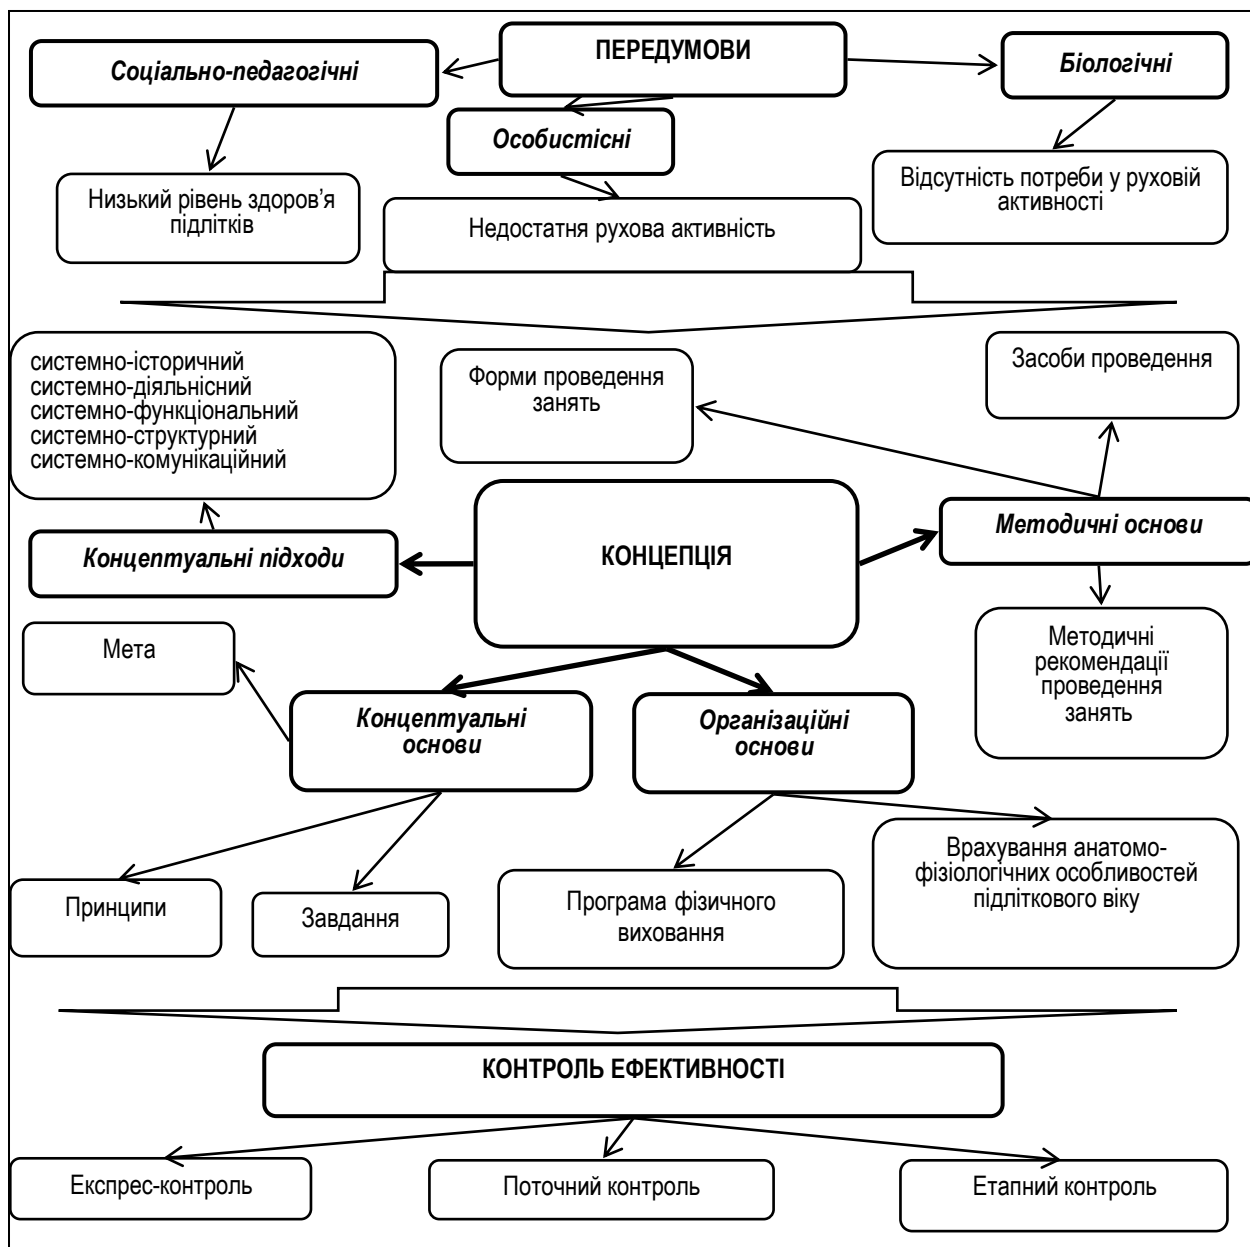 ПЕРЕДУМОВИ
Соціально-педагогічні
Біологічні
Особистісні
Низький рівень здоров’я
підлітків
Недостатня рухова активність
Відсутність потреби у руховій
активності
системно-історичний
системно-діяльнісний
системно-функціональний
системно-структурний
системно-комунікаційний
Форми проведення
занять
Засоби проведення
Концептуальні підходи
КОНЦЕПЦІЯ
Методичні основи
Мета
Методичні
рекомендації
проведення
занять
Концептуальні
основи
Організаційні
основи
Принципи
Завдання
Програма фізичного
виховання
Врахування анатомо-
фізіологічних особливостей
підліткового віку
КОНТРОЛЬ ЕФЕКТИВНОСТІ
Експрес-контроль
Поточний контроль
Етапний контроль